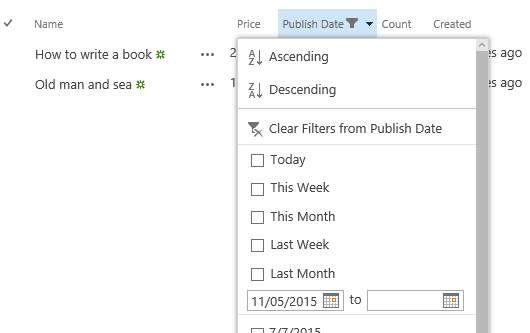 Name Price Publish Date Count Created
How to write a book ... 2 es ago
Old man and sea ... 1 es ago
Ascending
Descending
Clear Filters from Publish Date
Today
This Week
This Month
Last Week
Last Month
11/05/2015 to
7/7/2015